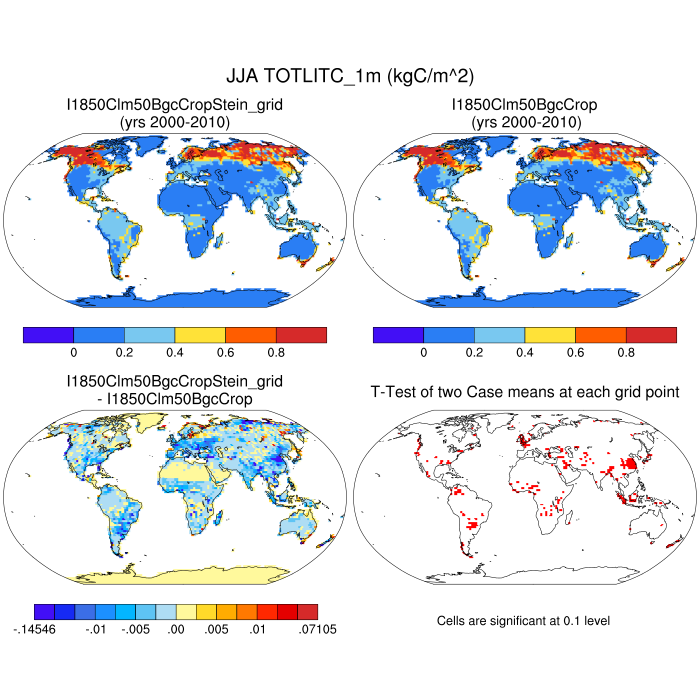 JJA TOTLITC_1m (kgC/m^2)
I1850Clm50BgcCropStein_grid
(yrs 2000-2010)
I1850Clm50BgcCrop
(yrs 2000-2010)
0 0.2 0.4 0.6 0.8
0 0.2 0.4 0.6 0.8
I1850Clm50BgcCropStein_grid
- I1850Clm50BgcCrop
T-Test of two Case means at each grid point
-.14546 -.01 -.005 .00 .005 .01 .07105
Cells are significant at 0.1 level